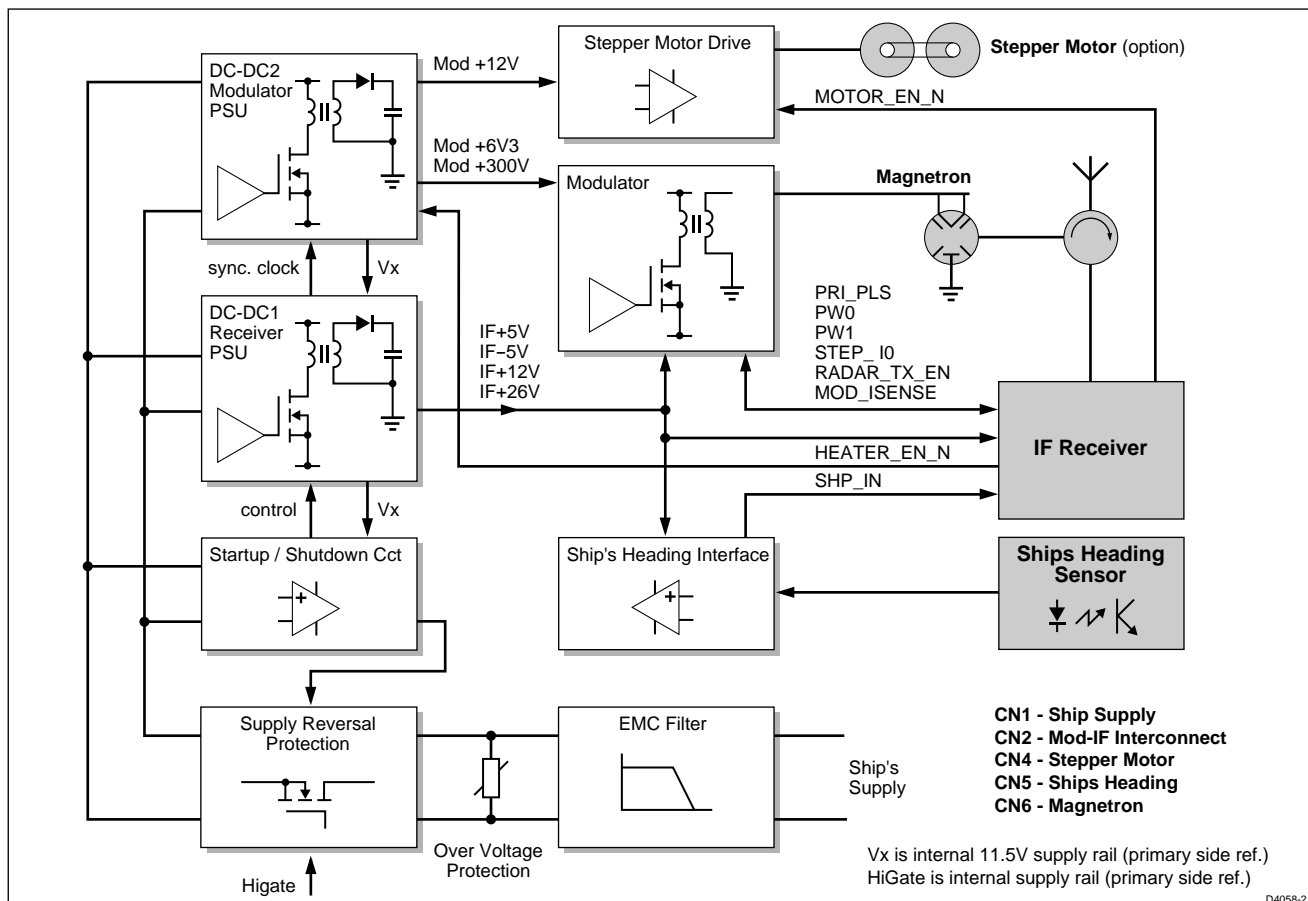 DC-DC2
Modulator
PSU
Mod +12V
Stepper Motor Drive
Stepper Motor (option)
MOTOR_EN_N
Mod +6V3
Mod +300V
Modulator
Magnetron
sync. clock
Vx
DC-DC1
Receiver
PSU
IF+5V
IF−5V
IF+12V
IF+26V
PRI_PLS
PW0
PW1
STEP_ I0
RADAR_TX_EN
MOD_ISENSE
IF Receiver
HEATER_EN_N
SHP_IN
control
Vx
Startup / Shutdown Cct
+
Ship's Heading Interface
+
Ships Heading
Sensor
Supply Reversal
Protection
EMC Filter
Ship's
Supply
Over Voltage
Protection
Higate
CN1 - Ship Supply
CN2 - Mod-IF Interconnect
CN4 - Stepper Motor
CN5 - Ships Heading
CN6 - Magnetron
Vx is internal 11.5V supply rail (primary side ref.)
HiGate is internal supply rail (primary side ref.)
D4058-2